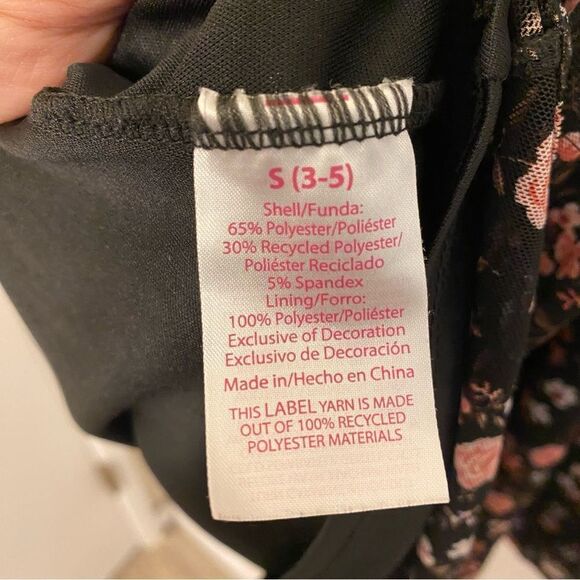 S (3-5)
Shell/Funda:
65% Polyester/Poliéster
30% Recycled Polyester/
Poliéster Reciclado
5% Spandex
Lining/Forro:
100% Polyester/Poliéster
Exclusive of Decoration
Exclusivo de Decoración
Made in/Hecho en China
THIS LABEL YARN IS MADE
OUT OF 100% RECYCLED
POLYESTER MATERIALS